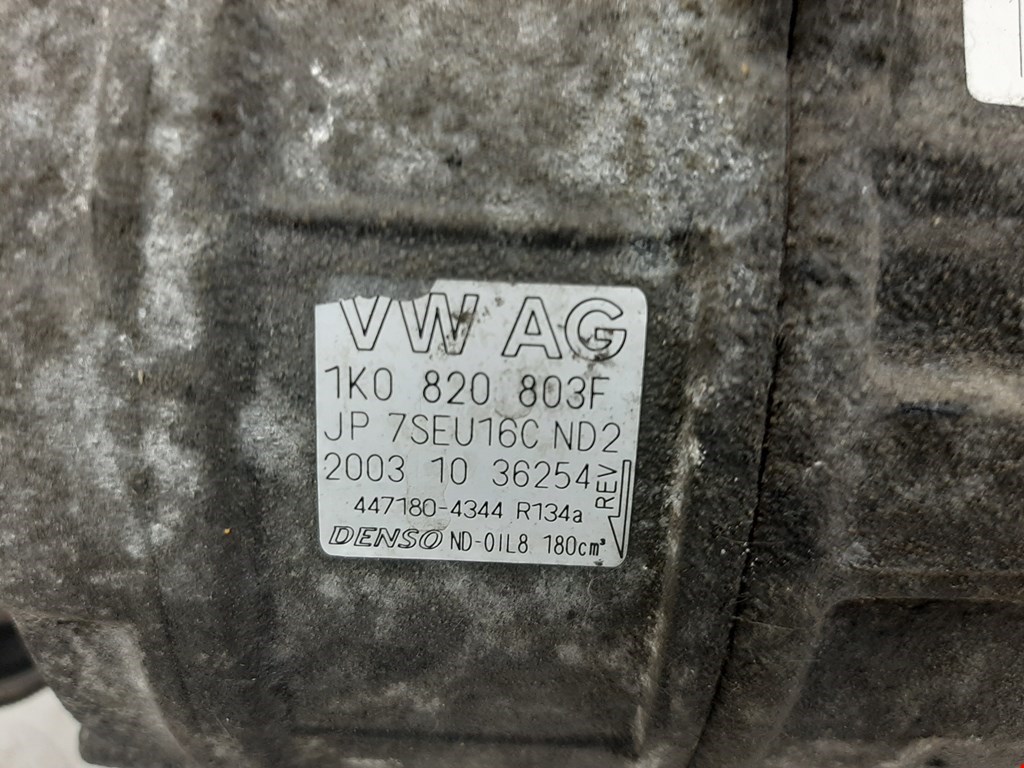 VW AG
1K0 820 803F
JP 7SEU16C ND2
2003 10 36254
REV
447180-4344 R134a
DENSO ND-OIL8 180cm³